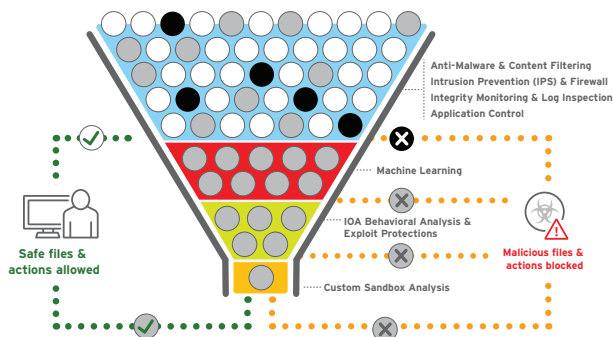 Anti-Malware & Content Filtering
Intrusion Prevention (IPS) & Firewall
Integrity Monitoring & Log Inspection
Application Control
Machine Learning
IOA Behavioral Analysis &
Exploit Protections
Custom Sandbox Analysis
Safe files &
actions allowed
Malicious files &
actions blocked